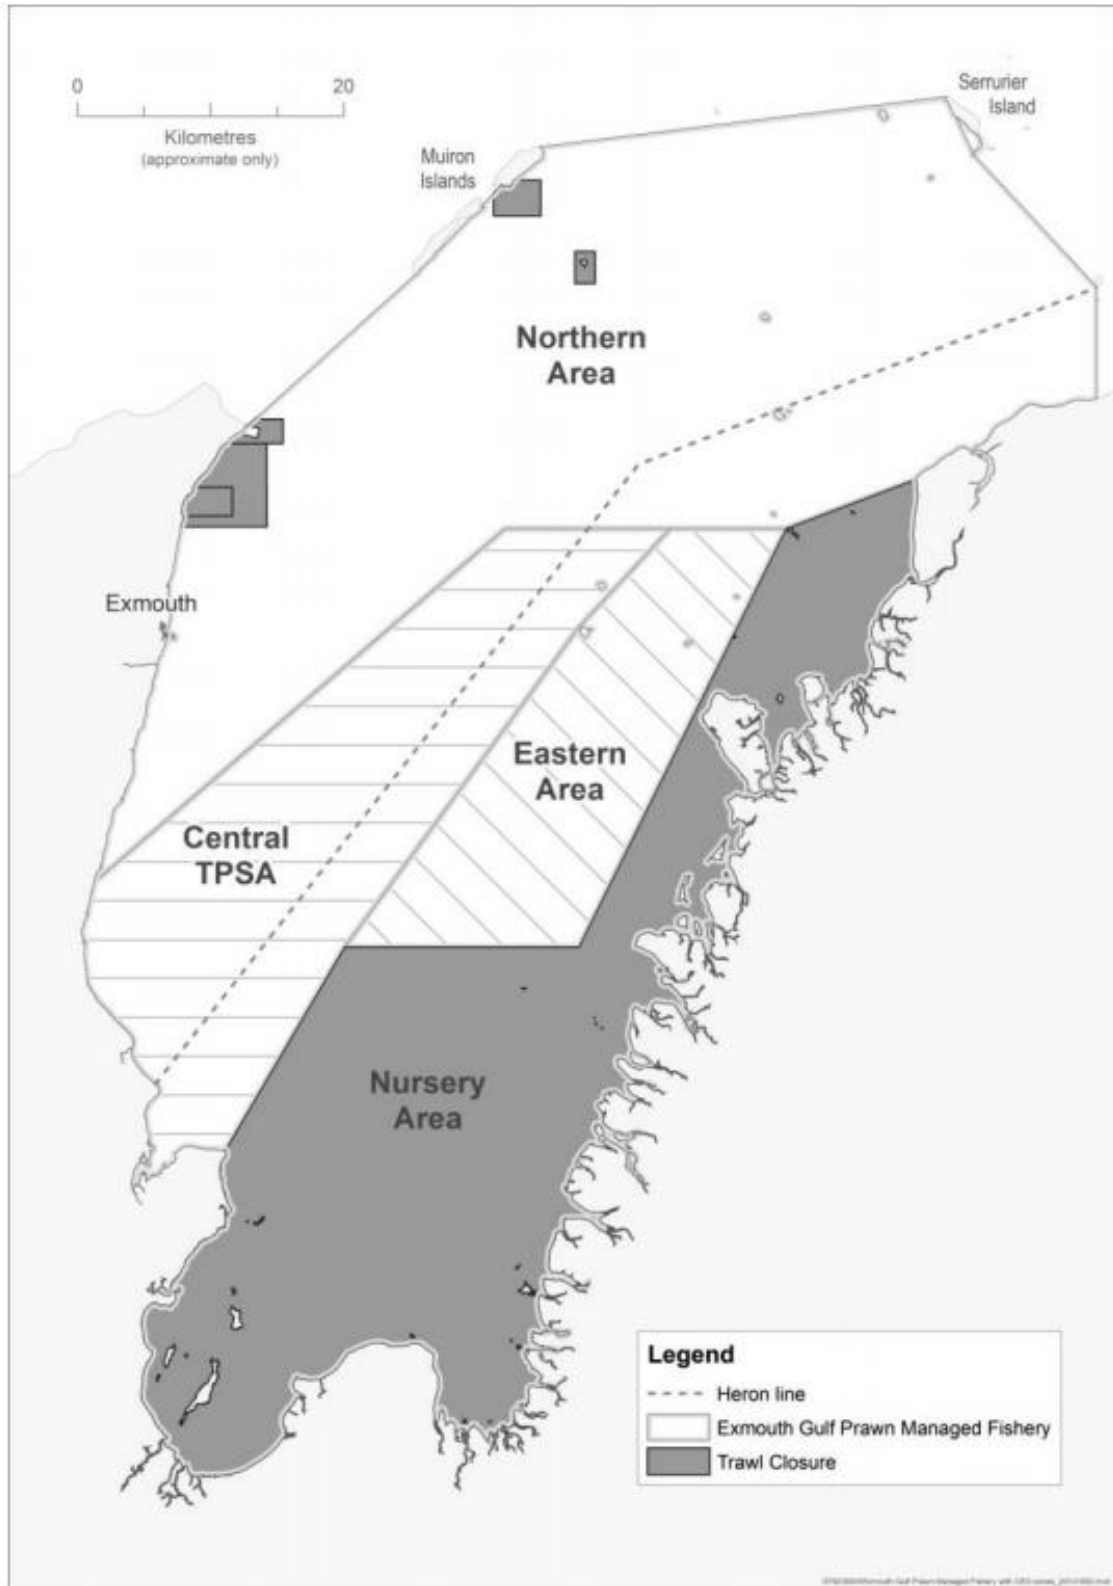 0 20
Kilometres
(approximate only)
Serrurier
Island
Muiron
Islands
Northern
Area
Exmouth
Eastern
Area
Central
TPSA
Nursery
Area
Legend
Heron line
Exmouth Gulf Prawn Managed Fishery
Trawl Closure